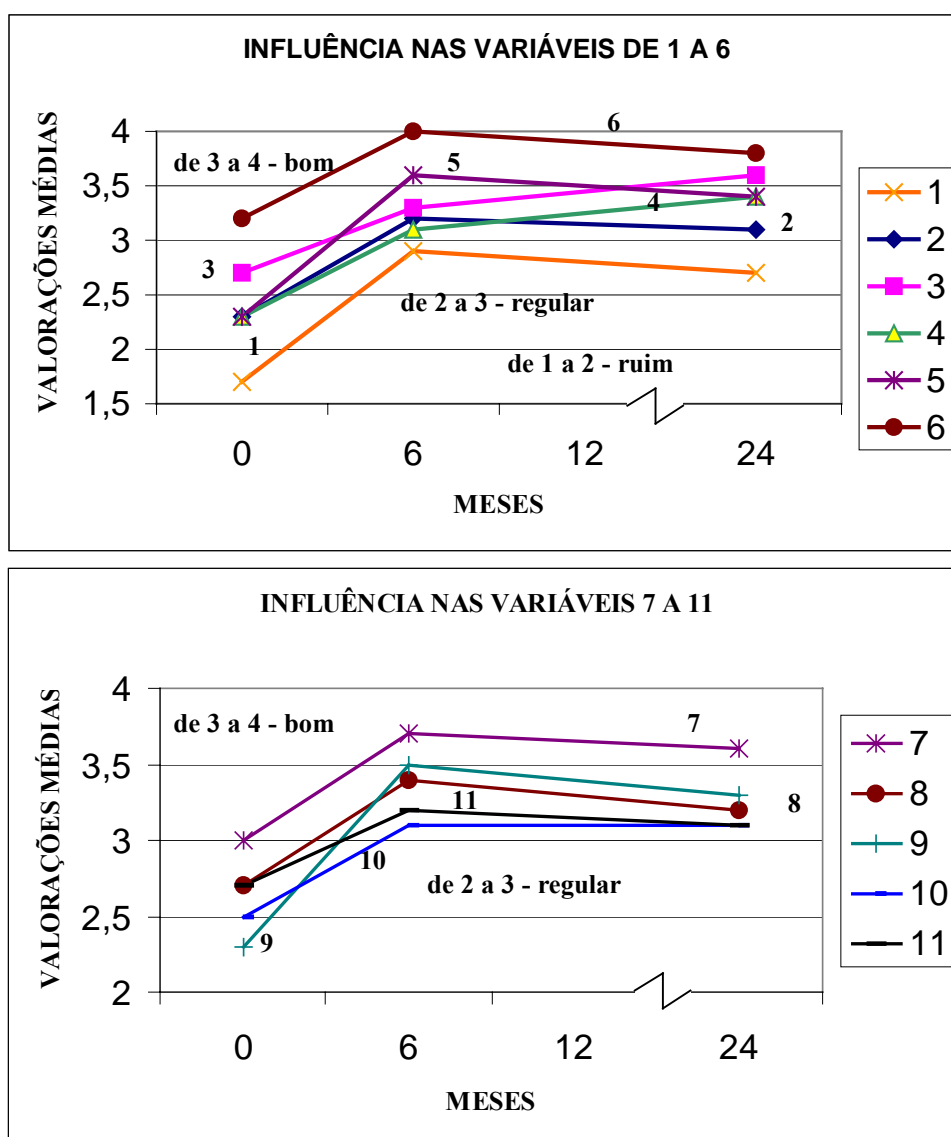 INFLUÊNCIA NAS VARIÁVEIS DE 1 A 6
VALORAÇÕES MÉDIAS
4
3,5
3
2,5
2
1,5
de 3 a 4 - bom
6
5
4
2
3
de 2 a 3 - regular
1
de 1 a 2 - ruim
0 6 12 24
MESES
1
2
3
4
5
6
INFLUÊNCIA NAS VARIÁVEIS 7 A 11
VALORAÇÕES MÉDIAS
4
3,5
3
2,5
2
de 3 a 4 - bom
7
11
8
10
de 2 a 3 - regular
9
0 6 12 24
MESES
7
8
9
10
11